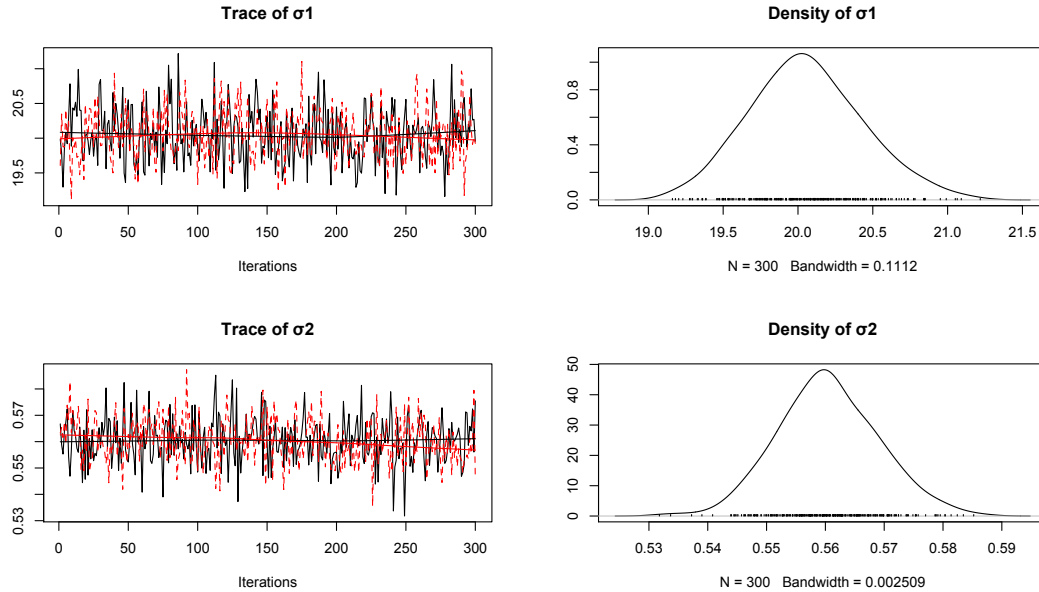 Trace of σ1
20.5
19.5
0 50 100 150 200 250 300
Iterations
Density of σ1
0.8
0.4
0.0
19.0 19.5 20.0 20.5 21.0 21.5
N = 300 Bandwidth = 0.1112
Trace of σ2
0.57
0.55
0.53
0 50 100 150 200 250 300
Iterations
Density of σ2
50
40
30
20
10
0
0.53 0.54 0.55 0.56 0.57 0.58 0.59
N = 300 Bandwidth = 0.002509